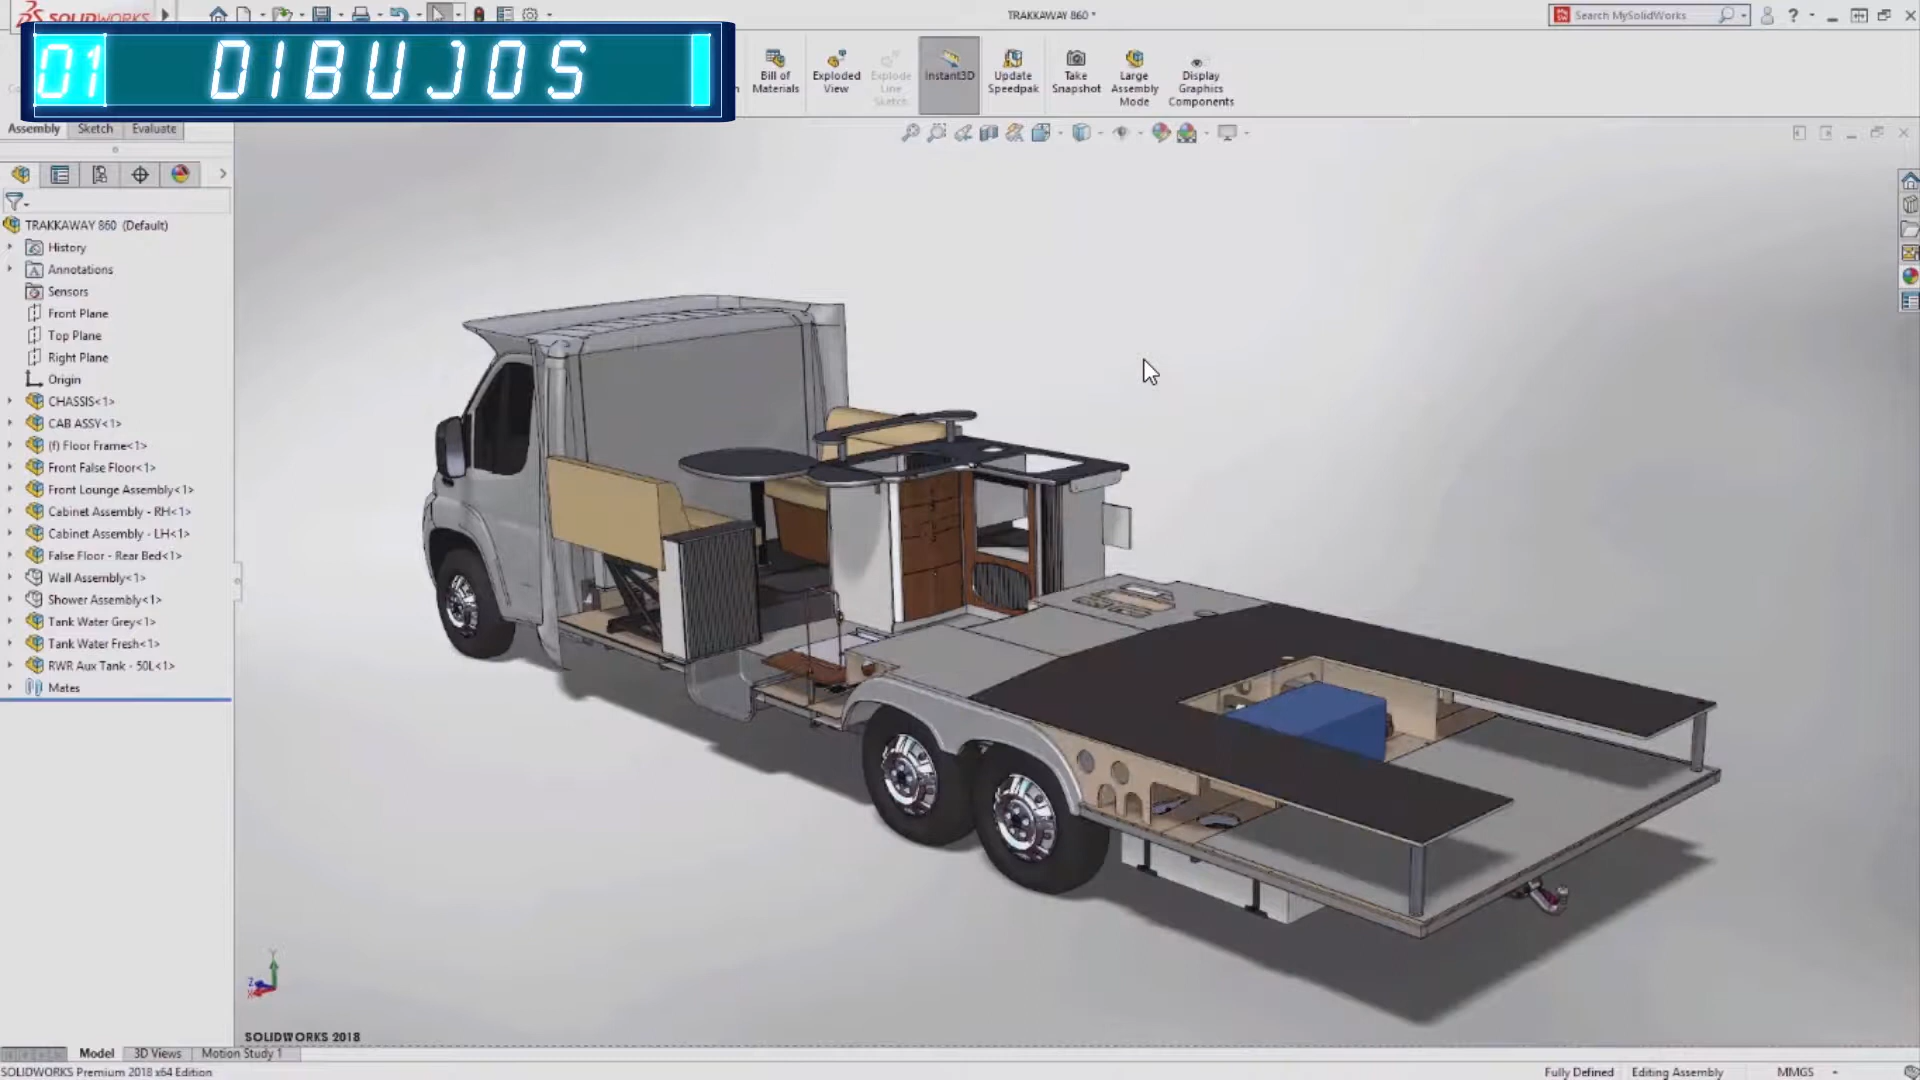 SOLIDWORKS
TRAKKAWAY 860 *
Search MySolidWorks
?
01 DIBUJOS
Bill of Materials
Exploded View
Explode Line Sketch
Instant3D
Update Speedpak
Take Snapshot
Large Assembly Mode
Display Graphics Components
Assembly Sketch Evaluate
TRAKKAWAY 860 (Default)
History
Annotations
Sensors
Front Plane
Top Plane
Right Plane
Origin
CHASSIS<1>
CAB ASSY<1>
(f) Floor Frame<1>
Front False Floor<1>
Front Lounge Assembly<1>
Cabinet Assembly - RH<1>
Cabinet Assembly - LH<1>
False Floor - Rear Bed<1>
Wall Assembly<1>
Shower Assembly<1>
Tank Water Grey<1>
Tank Water Fresh<1>
RWR Aux Tank - 50L<1>
Mates
Y
Z
X
SOLIDWORKS 2018
Model 3D Views Motion Study 1
SOLIDWORKS Premium 2018 x64 Edition
Fully Defined Editing Assembly MMGS